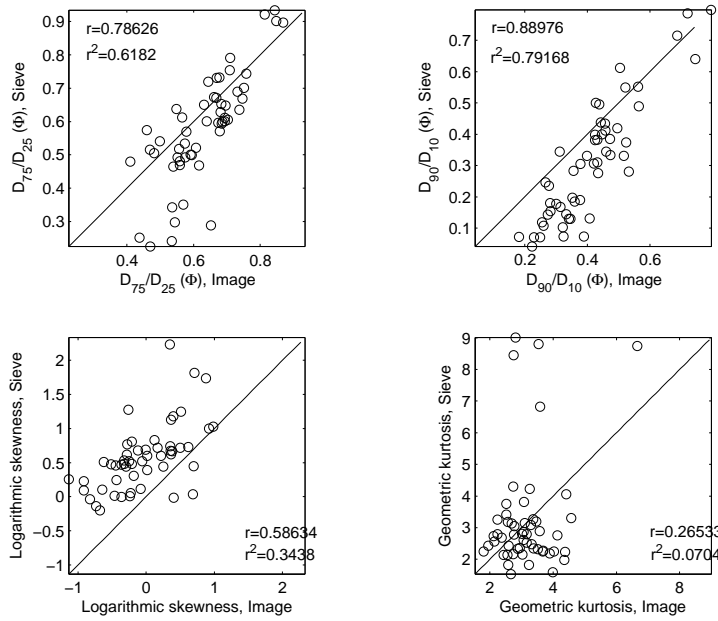 r=0.78626
r²=0.6182
0.9
0.8
0.7
0.6
0.5
0.4
0.3
0.4 0.6 0.8
D₇₅/D₂₅ (Φ), Sieve
D₇₅/D₂₅ (Φ), Image
r=0.88976
r²=0.79168
0.7
0.6
0.5
0.4
0.3
0.2
0.1
0.2 0.4 0.6
D₉₀/D₁₀ (Φ), Sieve
D₉₀/D₁₀ (Φ), Image
2
1.5
1
0.5
0
−0.5
−1
−1 0 1 2
Logarithmic skewness, Sieve
Logarithmic skewness, Image
r=0.58634
r²=0.3438
9
8
7
6
5
4
3
2
2 4 6 8
Geometric kurtosis, Sieve
Geometric kurtosis, Image
r=0.26533
r²=0.0704